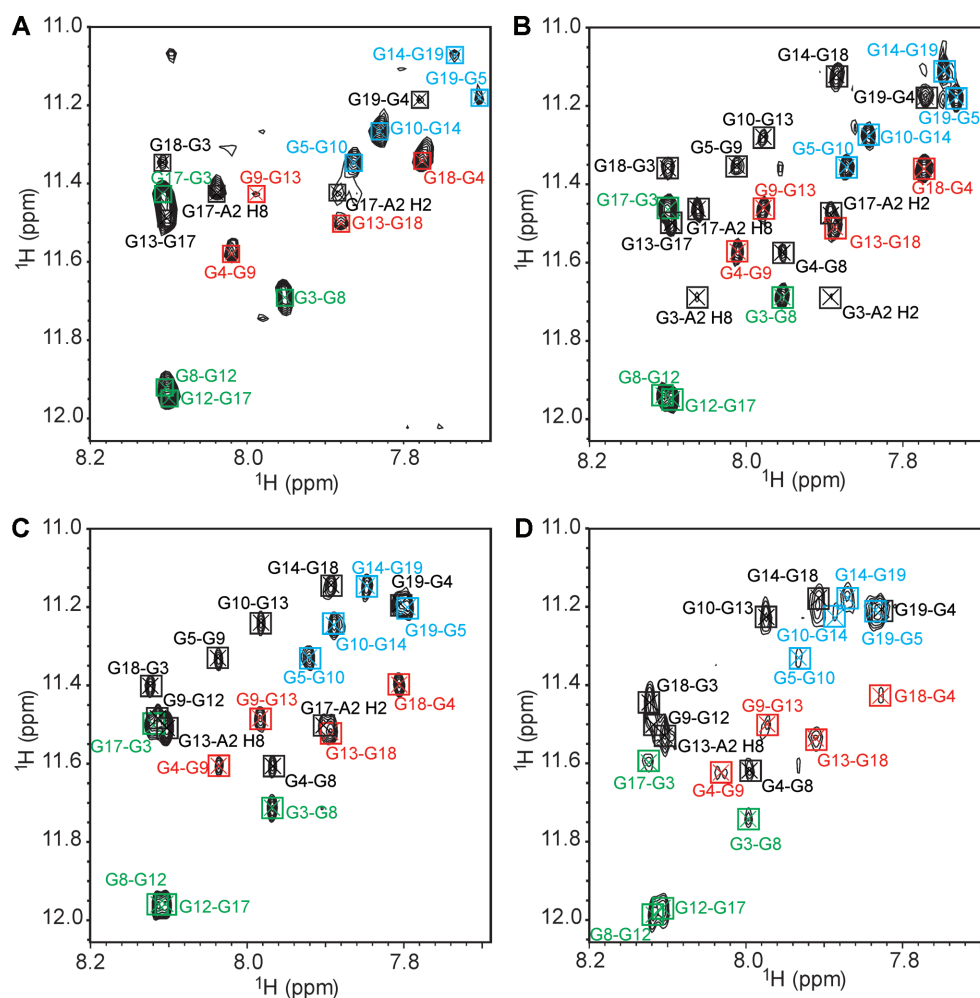 A
11.0
11.2
11.4
11.6
11.8
12.0
8.2
8.0
7.8
¹H (ppm)
¹H (ppm)
G14-G19
G19-G5
G19-G4
G10-G14
G18-G3
G5-G10
G17-G3
G9-G13
G18-G4
G17-A2 H2
G17-A2 H8
G13-G18
G13-G17
G4-G9
G3-G8
G8-G12
G12-G17
B
11.0
11.2
11.4
11.6
11.8
12.0
8.2
8.0
7.8
¹H (ppm)
¹H (ppm)
G14-G19
G14-G18
G19-G4
G19-G5
G10-G13
G10-G14
G5-G9
G5-G10
G18-G3
G18-G4
G9-G13
G17-G3
G17-A2 H2
G17-A2 H8
G13-G18
G13-G17
G4-G8
G4-G9
G3-A2 H8
G3-G8
G3-A2 H2
G8-G12
G12-G17
C
11.0
11.2
11.4
11.6
11.8
12.0
8.2
8.0
7.8
¹H (ppm)
¹H (ppm)
G14-G18
G14-G19
G19-G4
G10-G13
G19-G5
G10-G14
G5-G9
G5-G10
G18-G3
G9-G12
G9-G13
G17-A2 H2
G18-G4
G13-A2 H8
G17-G3
G13-G18
G4-G9
G4-G8
G3-G8
G8-G12
G12-G17
D
11.0
11.2
11.4
11.6
11.8
12.0
8.2
8.0
7.8
¹H (ppm)
¹H (ppm)
G14-G18
G14-G19
G10-G13
G19-G4
G10-G14
G19-G5
G5-G10
G18-G3
G18-G4
G9-G13
G9-G12
G13-A2 H8
G13-G18
G17-G3
G4-G9
G4-G8
G3-G8
G12-G17
G8-G12